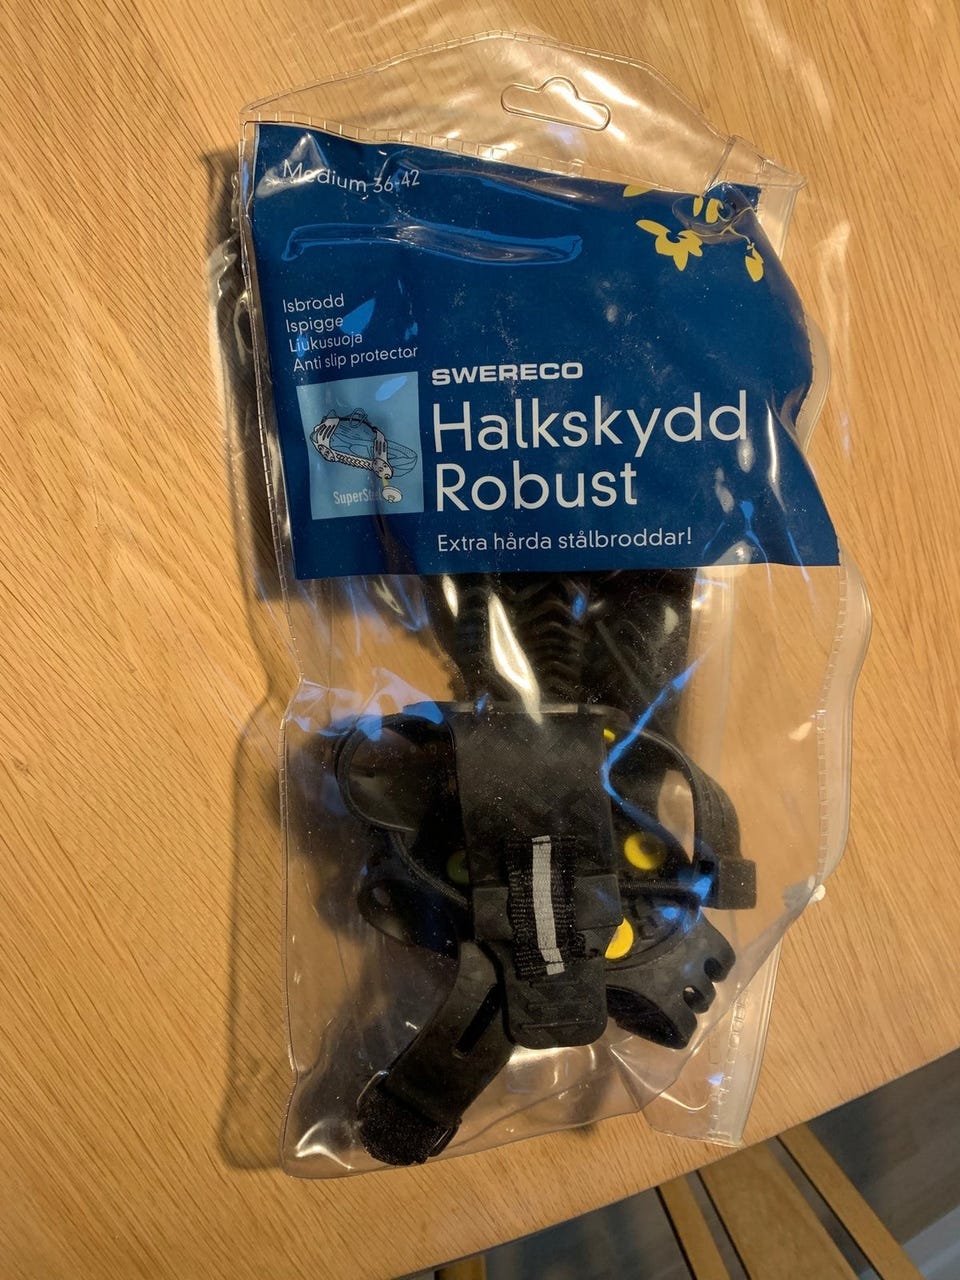 Medium 36-42
Isbrodd
Ispigge
Liukusuoja
Anti slip protector
SWERECO
Halkskydd
Robust
Extra hårda stålbroddar!